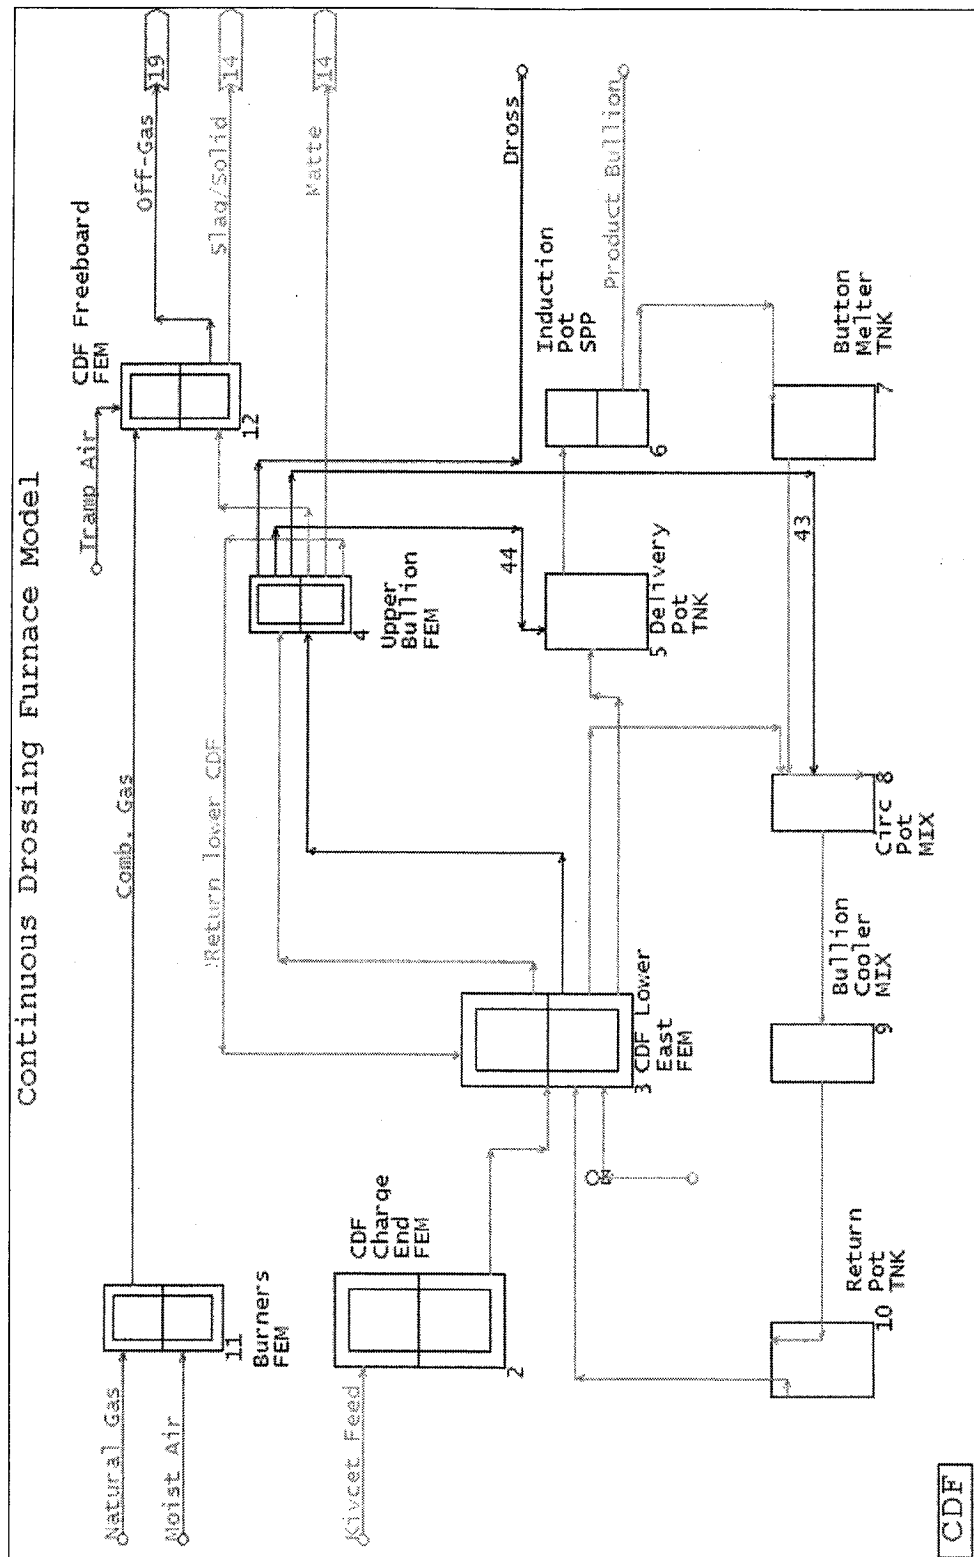 Continuous Drossing Furnace Model
Natural Gas
Moist Air
11
Burners
FEM
Comb. Gas
Tramp Air
12
CDF Freeboard
FEM
Off-Gas
19
Slag/Solid
14
Matte
14
Kivcet Feed
2
CDF
Charge
End
FEM
!Return lower CDF
4
Upper
Bullion
FEM
Dross
3 CDF Lower
East
FEM
44
5 Delivery
Pot
TNK
6
Induction
Pot
SPP
Product Bullion
43
7
Button
Melter
TNK
Circ 8
Pot
MIX
Bullion
Cooler
MIX
9
Return
Pot
TNK
10
CDF